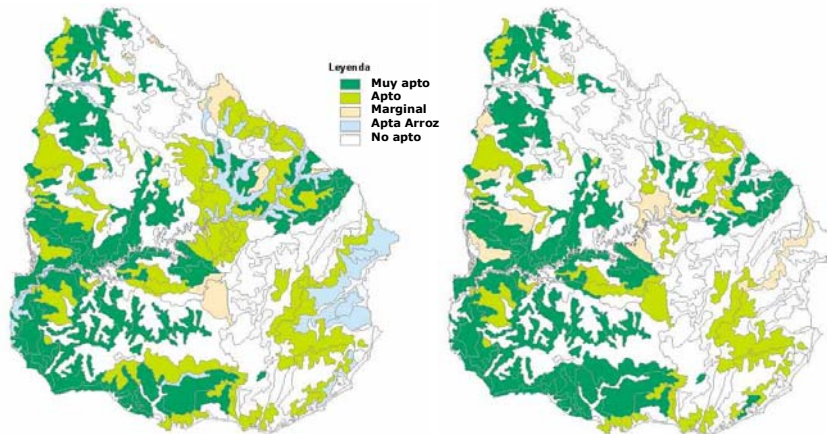 Leyenda
Muy apto
Apto
Marginal
Apta Arroz
No apto